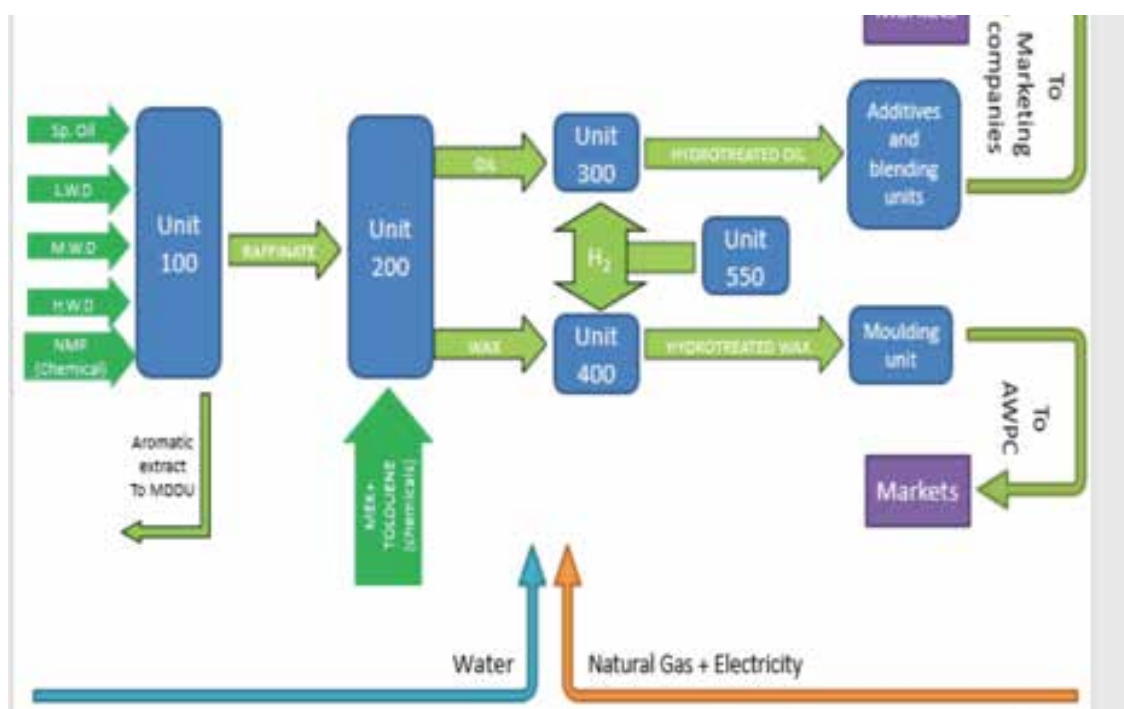 To
Marketing
companies
Sp. Oil
L.W.D
M.W.D
H.W.D
NMP
(Chemical)
Unit
100
RAFFINATE
Unit
200
OIL
WAX
Unit
300
H2
Unit
550
Unit
400
HYDROTREATED OIL
HYDROTREATED WAX
Additives
and
blending
units
Moulding
unit
To
AWPC
Markets
Aromatic
extract
To MDDU
MEK+
TOLOUENE
(chemicals)
Water
Natural Gas + Electricity